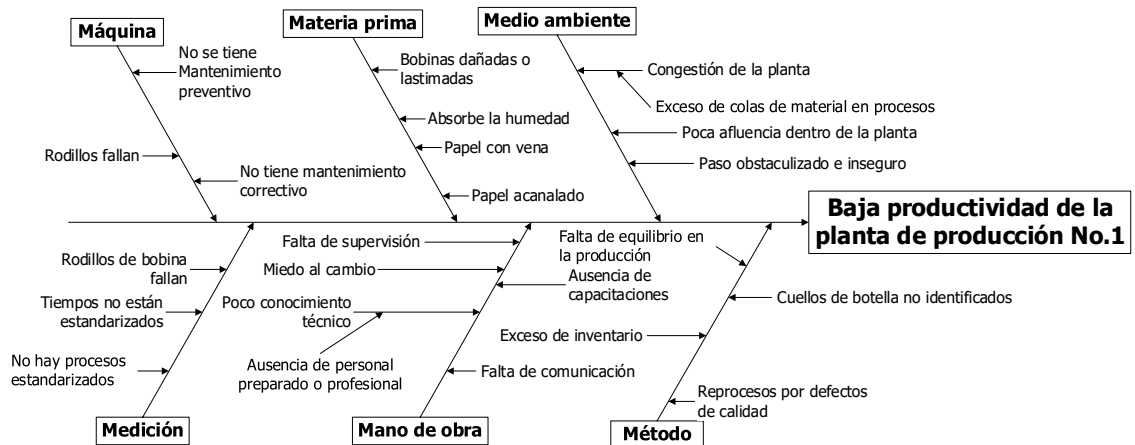 Máquina
No se tiene
Mantenimiento
preventivo
Rodillos fallan
No tiene mantenimiento
correctivo
Materia prima
Bobinas dañadas o
lastimadas
Absorbe la humedad
Papel con vena
Papel acanalado
Medio ambiente
Congestión de la planta
Exceso de colas de material en procesos
Poca afluencia dentro de la planta
Paso obstaculizado e inseguro
Baja productividad de la
planta de producción No.1
Rodillos de bobina
fallan
Tiempos no están
estandarizados
No hay procesos
estandarizados
Medición
Falta de supervisión
Miedo al cambio
Ausencia de
capacitaciones
Poco conocimiento
técnico
Ausencia de personal
preparado o profesional
Falta de comunicación
Mano de obra
Falta de equilibrio en
la producción
Cuellos de botella no identificados
Exceso de inventario
Reprocesos por defectos
de calidad
Método